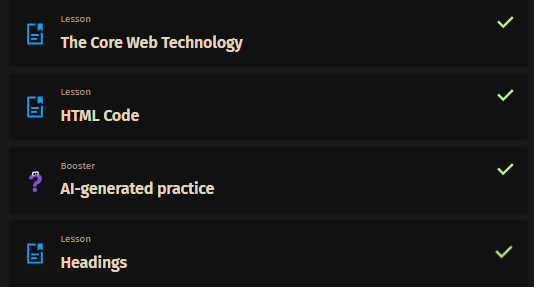 Lesson
The Core Web Technology
Lesson
HTML Code
Booster
AI-generated practice
Lesson
Headings